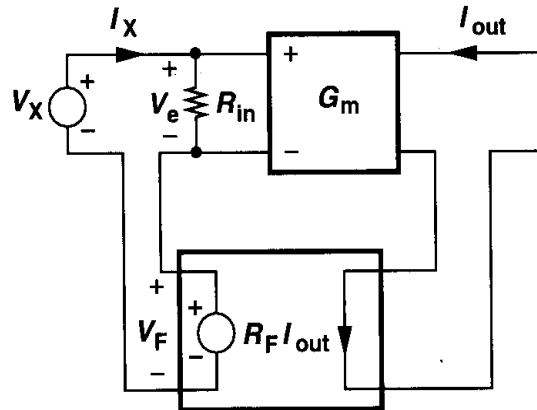 I_X
I_out
+
+
+
V_X
V_e
R_in
G_m
−
−
−
+
+
V_F
R_F I_out
−
−